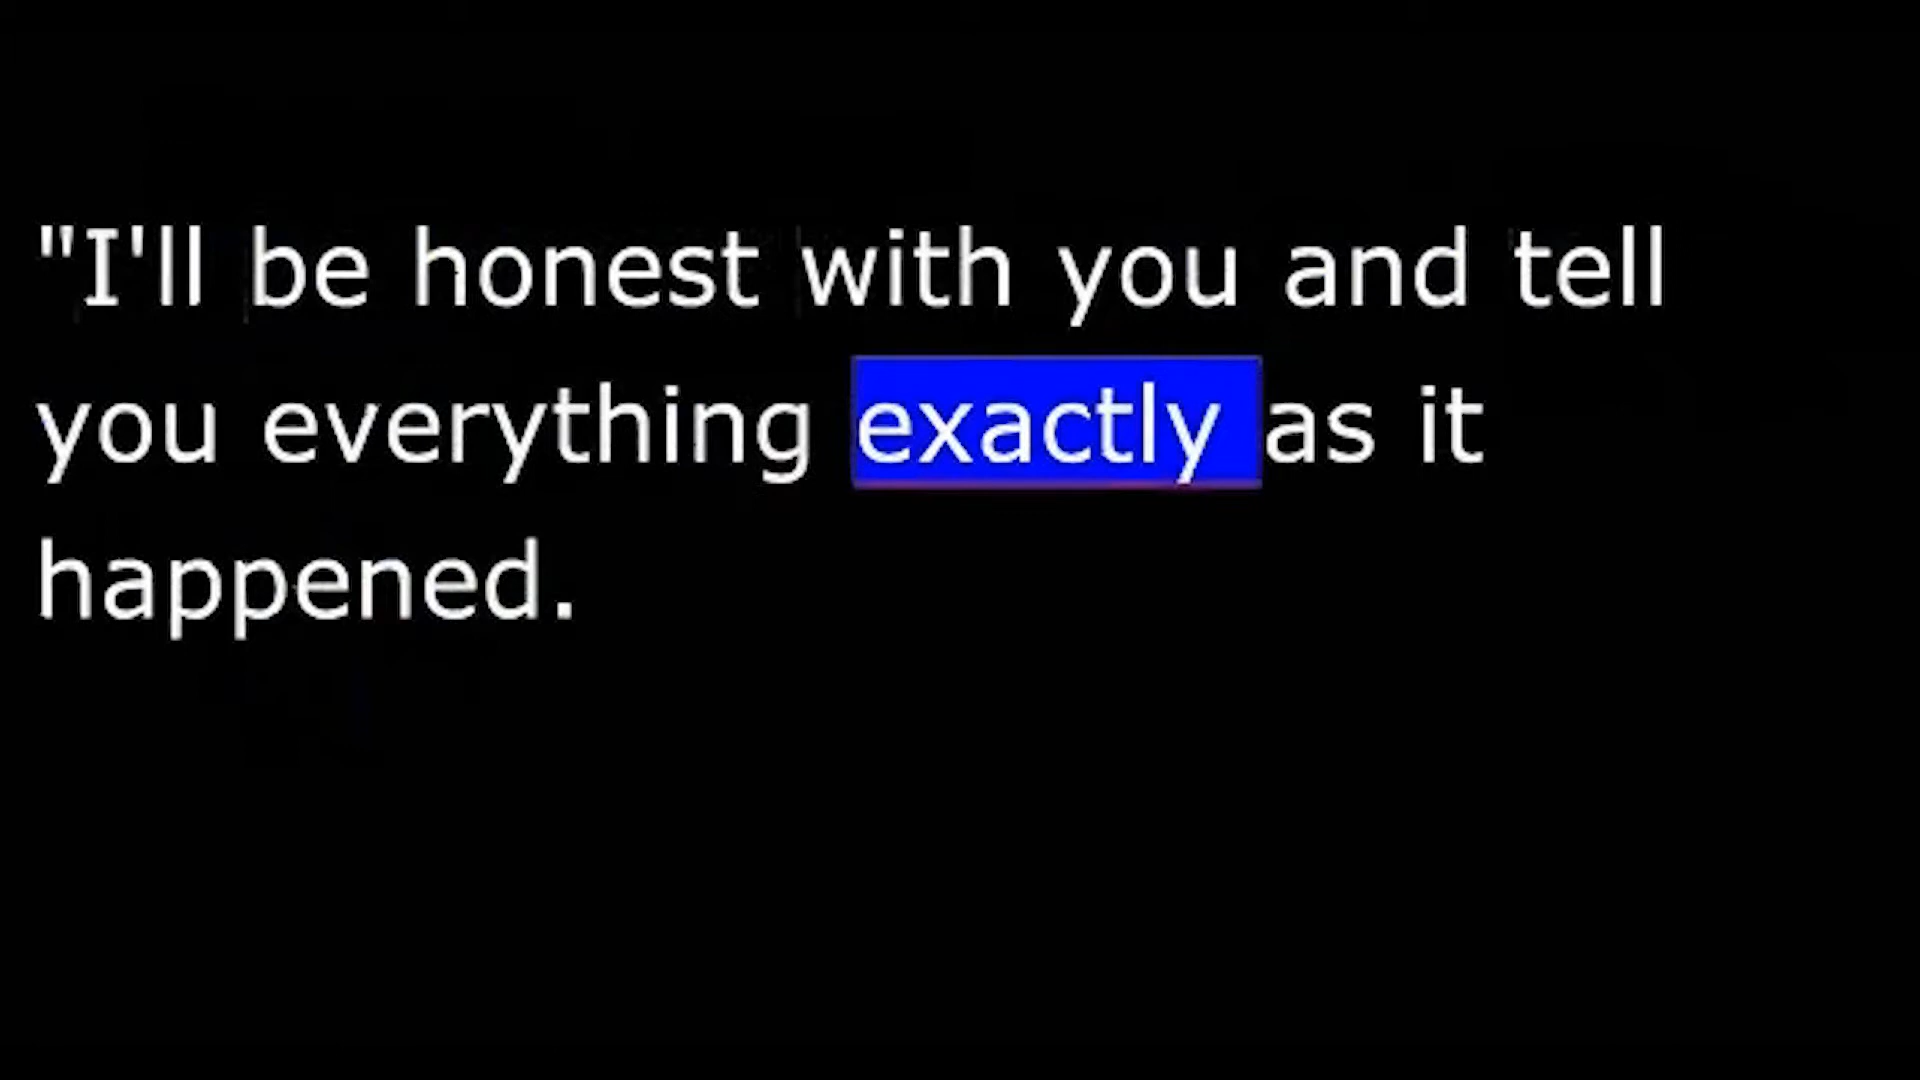 "I'll be honest with you and tell
you everything exactly as it
happened.